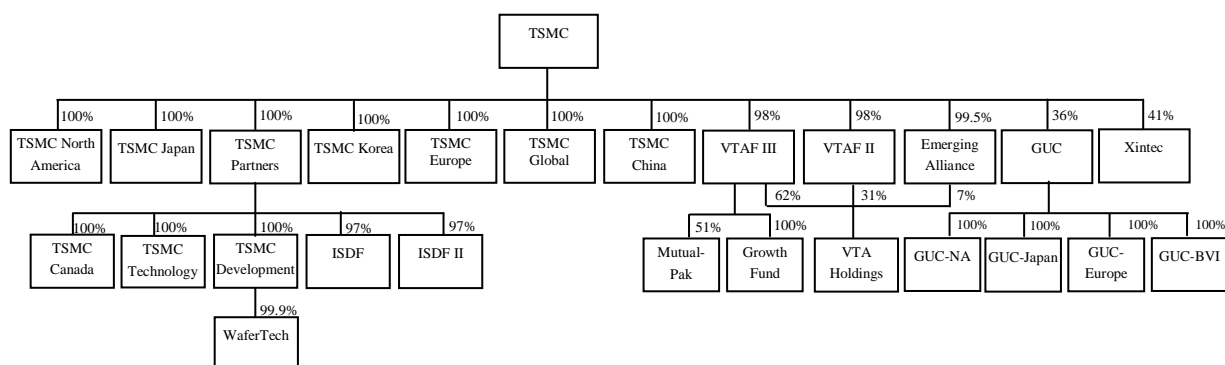 TSMC
100%
100%
100%
100%
100%
100%
100%
98%
98%
99.5%
36%
41%
TSMC North
America
TSMC Japan
TSMC
Partners
TSMC Korea
TSMC
Europe
TSMC
Global
TSMC
China
VTAF III
VTAF II
Emerging
Alliance
GUC
Xintec
62%
31%
7%
100%
100%
100%
97%
97%
51%
100%
100%
100%
100%
100%
TSMC
Canada
TSMC
Technology
TSMC
Development
ISDF
ISDF II
Mutual-
Pak
Growth
Fund
VTA
Holdings
GUC-NA
GUC-Japan
GUC-
Europe
GUC-BVI
99.9%
WaferTech